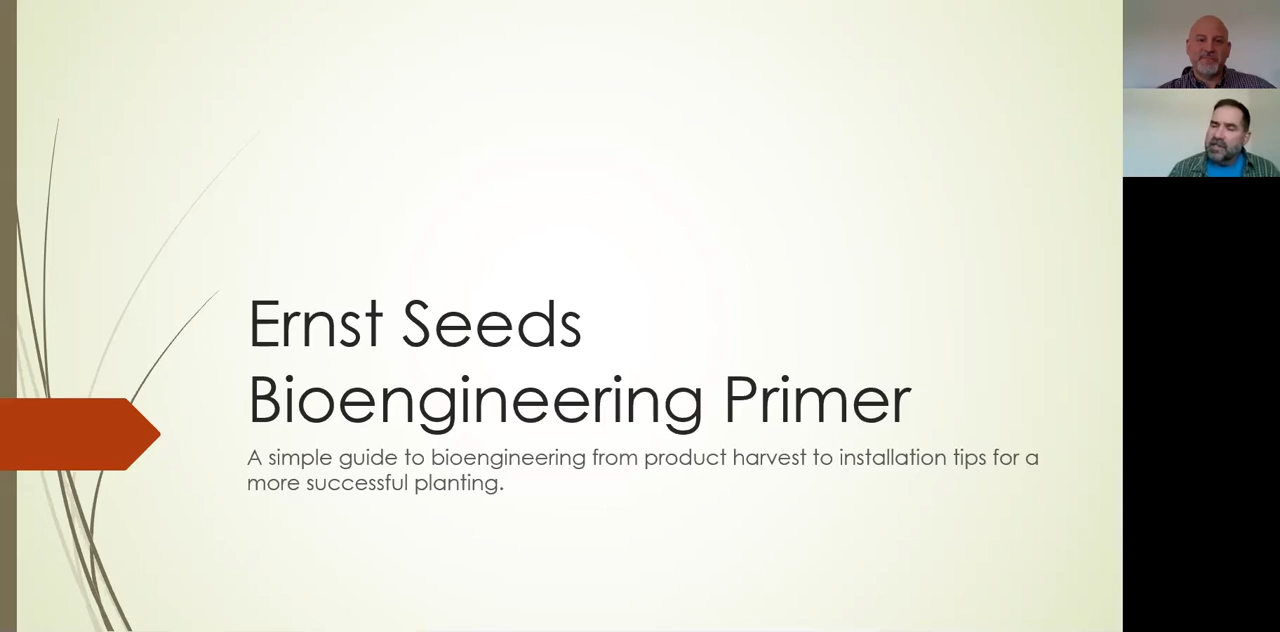 Ernst Seeds
Bioengineering Primer
A simple guide to bioengineering from product harvest to installation tips for a
more successful planting.